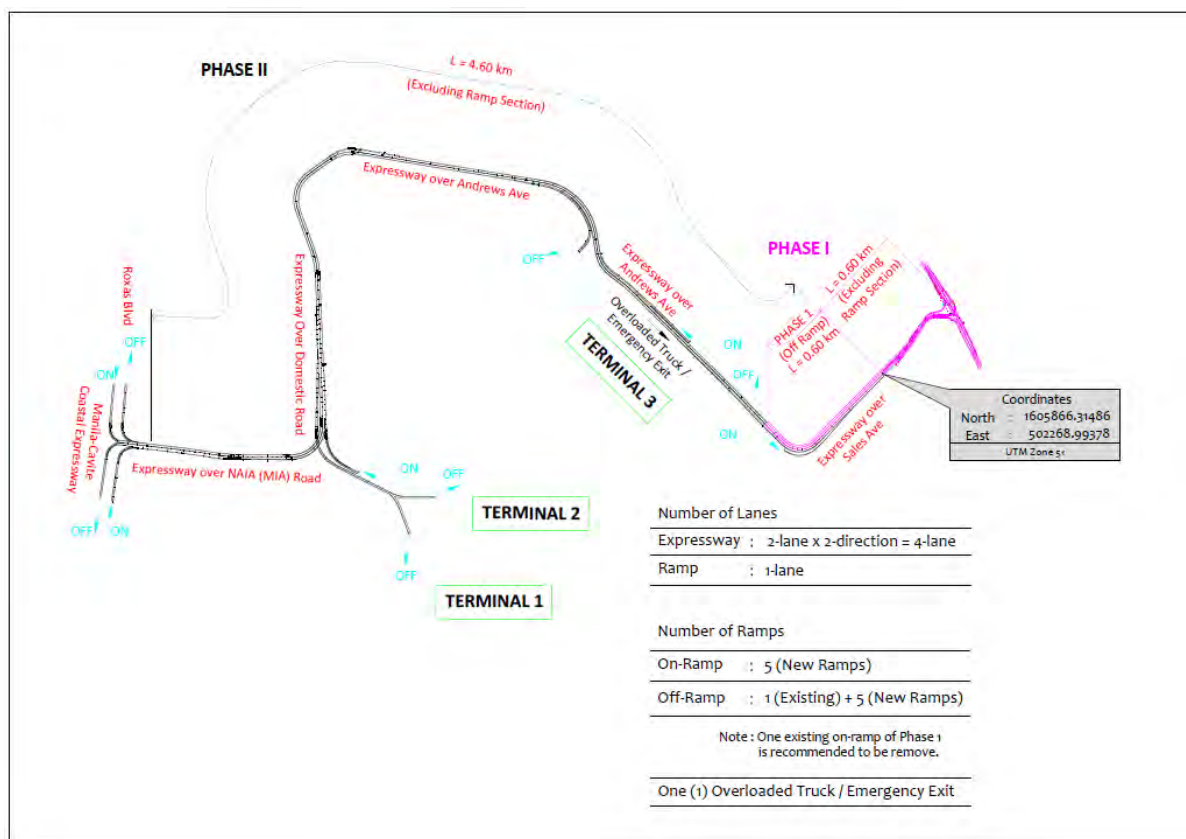 PHASE II
L = 4.60 km
(Excluding Ramp Section)
Expressway over Andrews Ave
OFF
PHASE I
L = 0.60 km
(Excluding
Ramp Section)
PHASE 1
(Off Ramp)
L = 0.60 km
Expressway over
Andrews Ave
Overloaded Truck /
Emergency Exit
TERMINAL 3
ON
OFF
ON
Expressway over
Sales Ave
Coordinates
North : 1605866.31486
East : 502268.99378
UTM Zone 51
Roxas Blvd
OFF
ON
Manila-Cavite
Coastal Expressway
OFF
ON
Expressway Over Domestic Road
Expressway over NAIA (MIA) Road
ON
OFF
TERMINAL 2
OFF
TERMINAL 1
Number of Lanes
Expressway : 2-lane x 2-direction = 4-lane
Ramp : 1-lane
Number of Ramps
On-Ramp : 5 (New Ramps)
Off-Ramp : 1 (Existing) + 5 (New Ramps)
Note : One existing on-ramp of Phase 1
is recommended to be remove.
One (1) Overloaded Truck / Emergency Exit